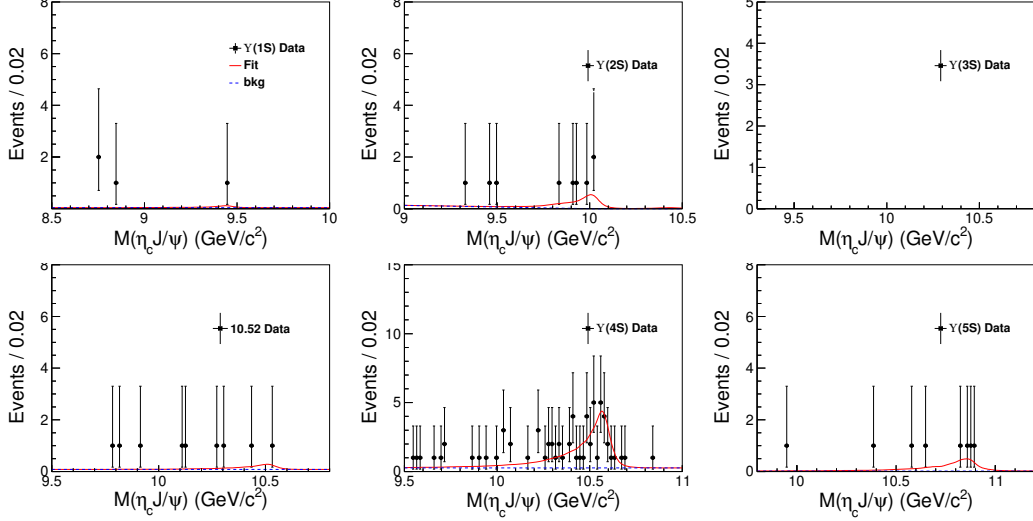 8
6
4
2
0
Events / 0.02
ϒ(1S) Data
Fit
bkg
8.5 9 9.5 10
M(η_c J/ψ) (GeV/c²)
8
6
4
2
0
Events / 0.02
ϒ(2S) Data
9 9.5 10 10.5
M(η_c J/ψ) (GeV/c²)
5
4
3
2
1
0
Events / 0.02
ϒ(3S) Data
9.5 10 10.5
M(η_c J/ψ) (GeV/c²)
8
6
4
2
0
Events / 0.02
10.52 Data
9.5 10 10.5
M(η_c J/ψ) (GeV/c²)
15
10
5
0
Events / 0.02
ϒ(4S) Data
9.5 10 10.5 11
M(η_c J/ψ) (GeV/c²)
8
6
4
2
0
Events / 0.02
ϒ(5S) Data
10 10.5 11
M(η_c J/ψ) (GeV/c²)